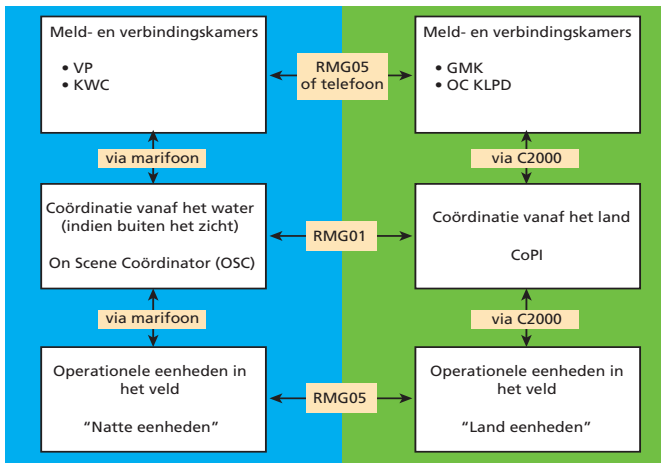 Meld- en verbindingskamers
• VP
• KWC
RMG05
of telefoon
Meld- en verbindingskamers
• GMK
• OC KLPD
via marifoon
via C2000
Coördinatie vanaf het water
(indien buiten het zicht)
On Scene Coördinator (OSC)
RMG01
Coördinatie vanaf het land
CoPI
via marifoon
via C2000
Operationele eenheden in
het veld
“Natte eenheden”
RMG05
Operationele eenheden in
het veld
“Land eenheden”